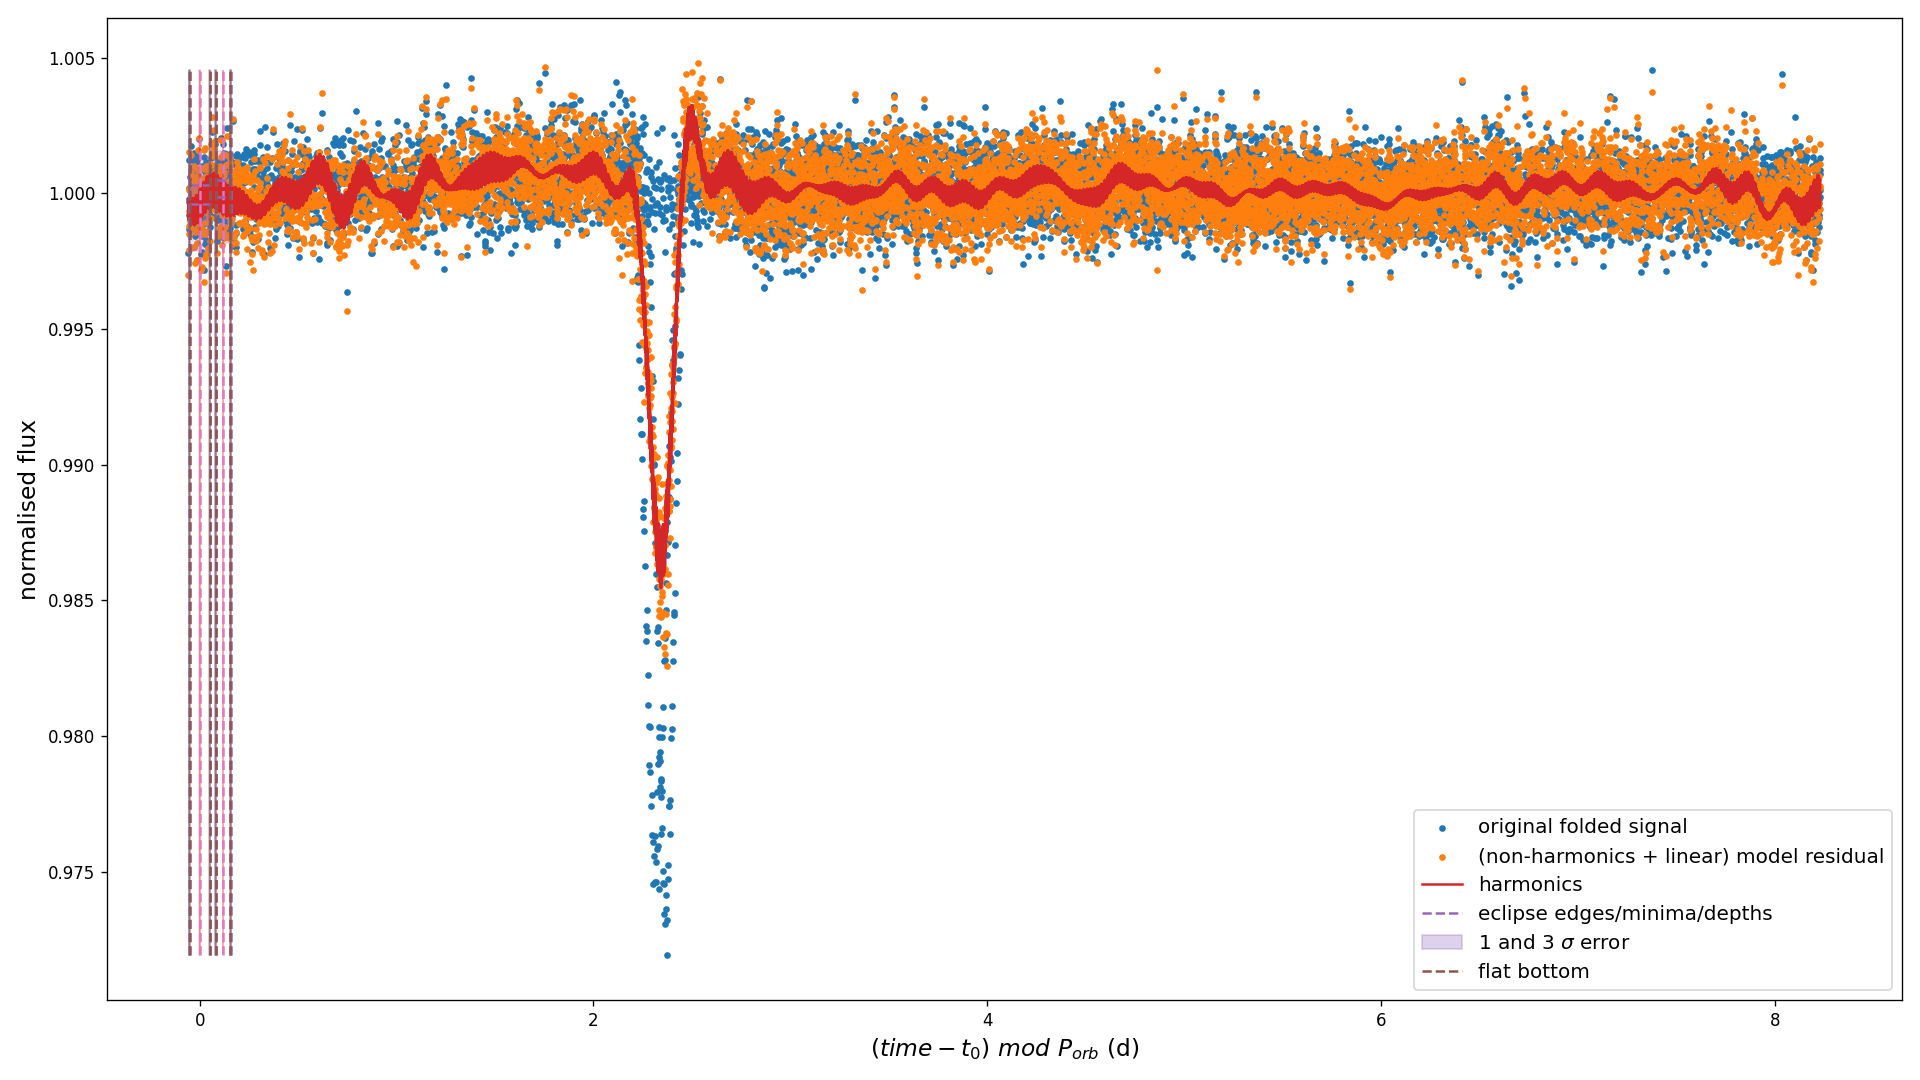 1.005
1.000
0.995
0.990
0.985
0.980
0.975
normalised flux
0 2 4 6 8
(time − t₀) mod P_orb (d)
original folded signal
(non-harmonics + linear) model residual
harmonics
eclipse edges/minima/depths
1 and 3 σ error
flat bottom